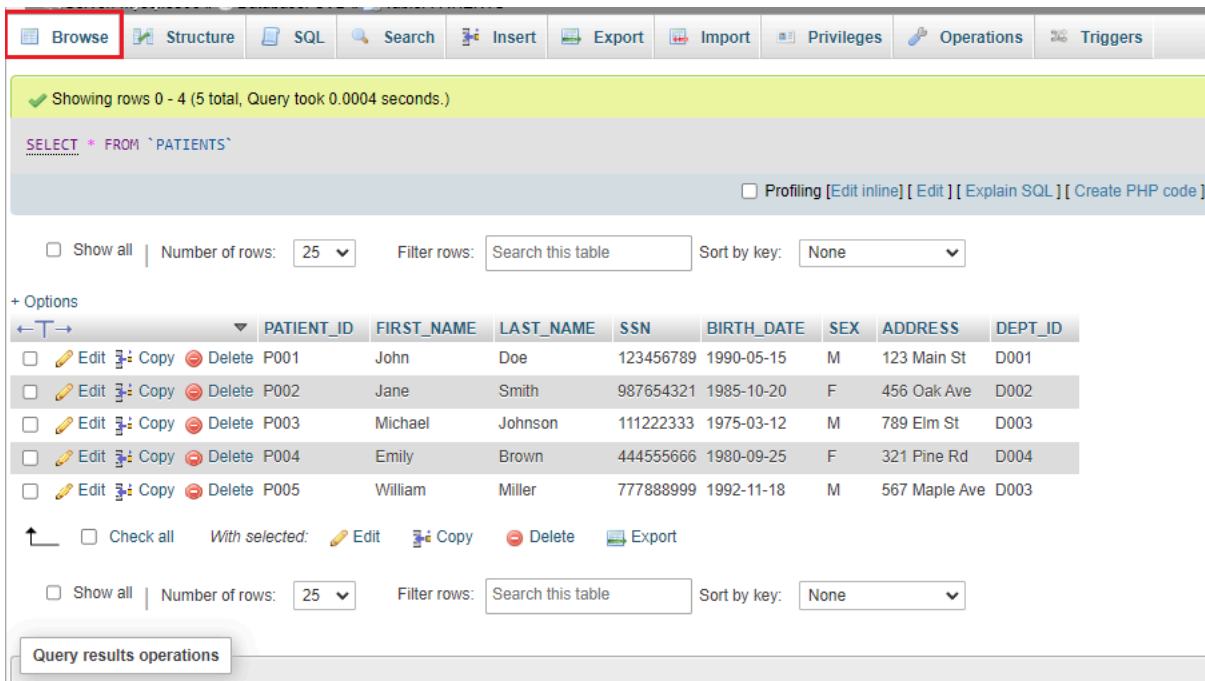 Browse Structure SQL Search Insert Export Import Privileges Operations Triggers
Showing rows 0 - 4 (5 total, Query took 0.0004 seconds.)
SELECT * FROM `PATIENTS`
Profiling [Edit inline] [ Edit ] [ Explain SQL ] [ Create PHP code ]
Show all | Number of rows: 25 Filter rows: Search this table Sort by key: None
+ Options
←T→ ▼ PATIENT_ID FIRST_NAME LAST_NAME SSN BIRTH_DATE SEX ADDRESS DEPT_ID
Edit Copy Delete P001 John Doe 123456789 1990-05-15 M 123 Main St D001
Edit Copy Delete P002 Jane Smith 987654321 1985-10-20 F 456 Oak Ave D002
Edit Copy Delete P003 Michael Johnson 111222333 1975-03-12 M 789 Elm St D003
Edit Copy Delete P004 Emily Brown 444555666 1980-09-25 F 321 Pine Rd D004
Edit Copy Delete P005 William Miller 777888999 1992-11-18 M 567 Maple Ave D003
Check all With selected: Edit Copy Delete Export
Show all | Number of rows: 25 Filter rows: Search this table Sort by key: None
Query results operations